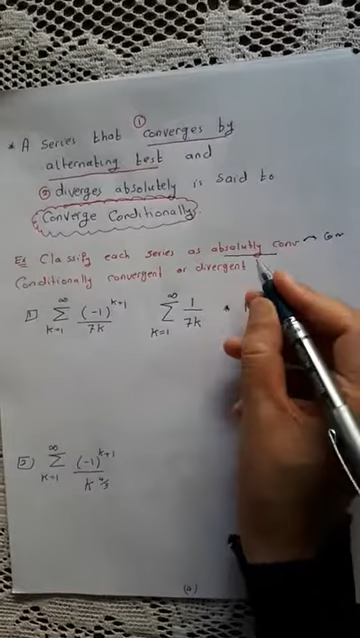 ①
* A series that converges by
alternating test and
② diverges absolutely is said to
Converge Conditionally.
Ex Classify each series as absolutly conv → Con
Conditionally convergent or divergent
1 ∞ ∑ k=1 (-1)^{k+1} / 7k ∞ ∑ k=1 1 / 7k *
2 ∞ ∑ k=1 (-1)^{k+1} / k^{4/3}